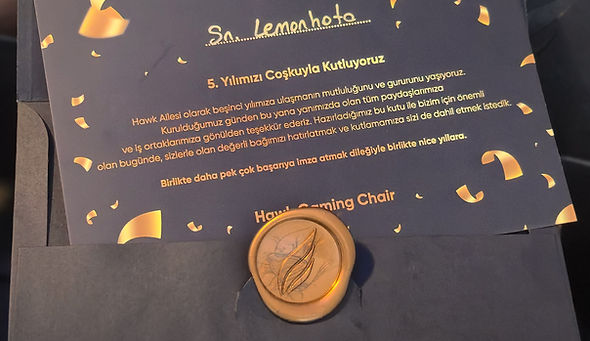 Sn. Lemonhota
5. Yılımızı Coşkuyla Kutluyoruz
Hawk Ailesi olarak beşinci yılımıza ulaşmanın mutluluğunu ve gururunu yaşıyoruz.
Kurulduğumuz günden bu yana yanımızda olan tüm paydaşlarımıza
ve iş ortaklarımıza gönülden teşekkür ederiz. Hazırladığımız bu kutu ile bizim için önemli
olan bugünde, sizlerle olan değerli bağımızı hatırlatmak ve kutlamamıza sizi de dahil etmek istedik.
Birlikte daha pek çok başarıya imza atmak dileğiyle birlikte nice yıllara.
Hawk Gaming Chair